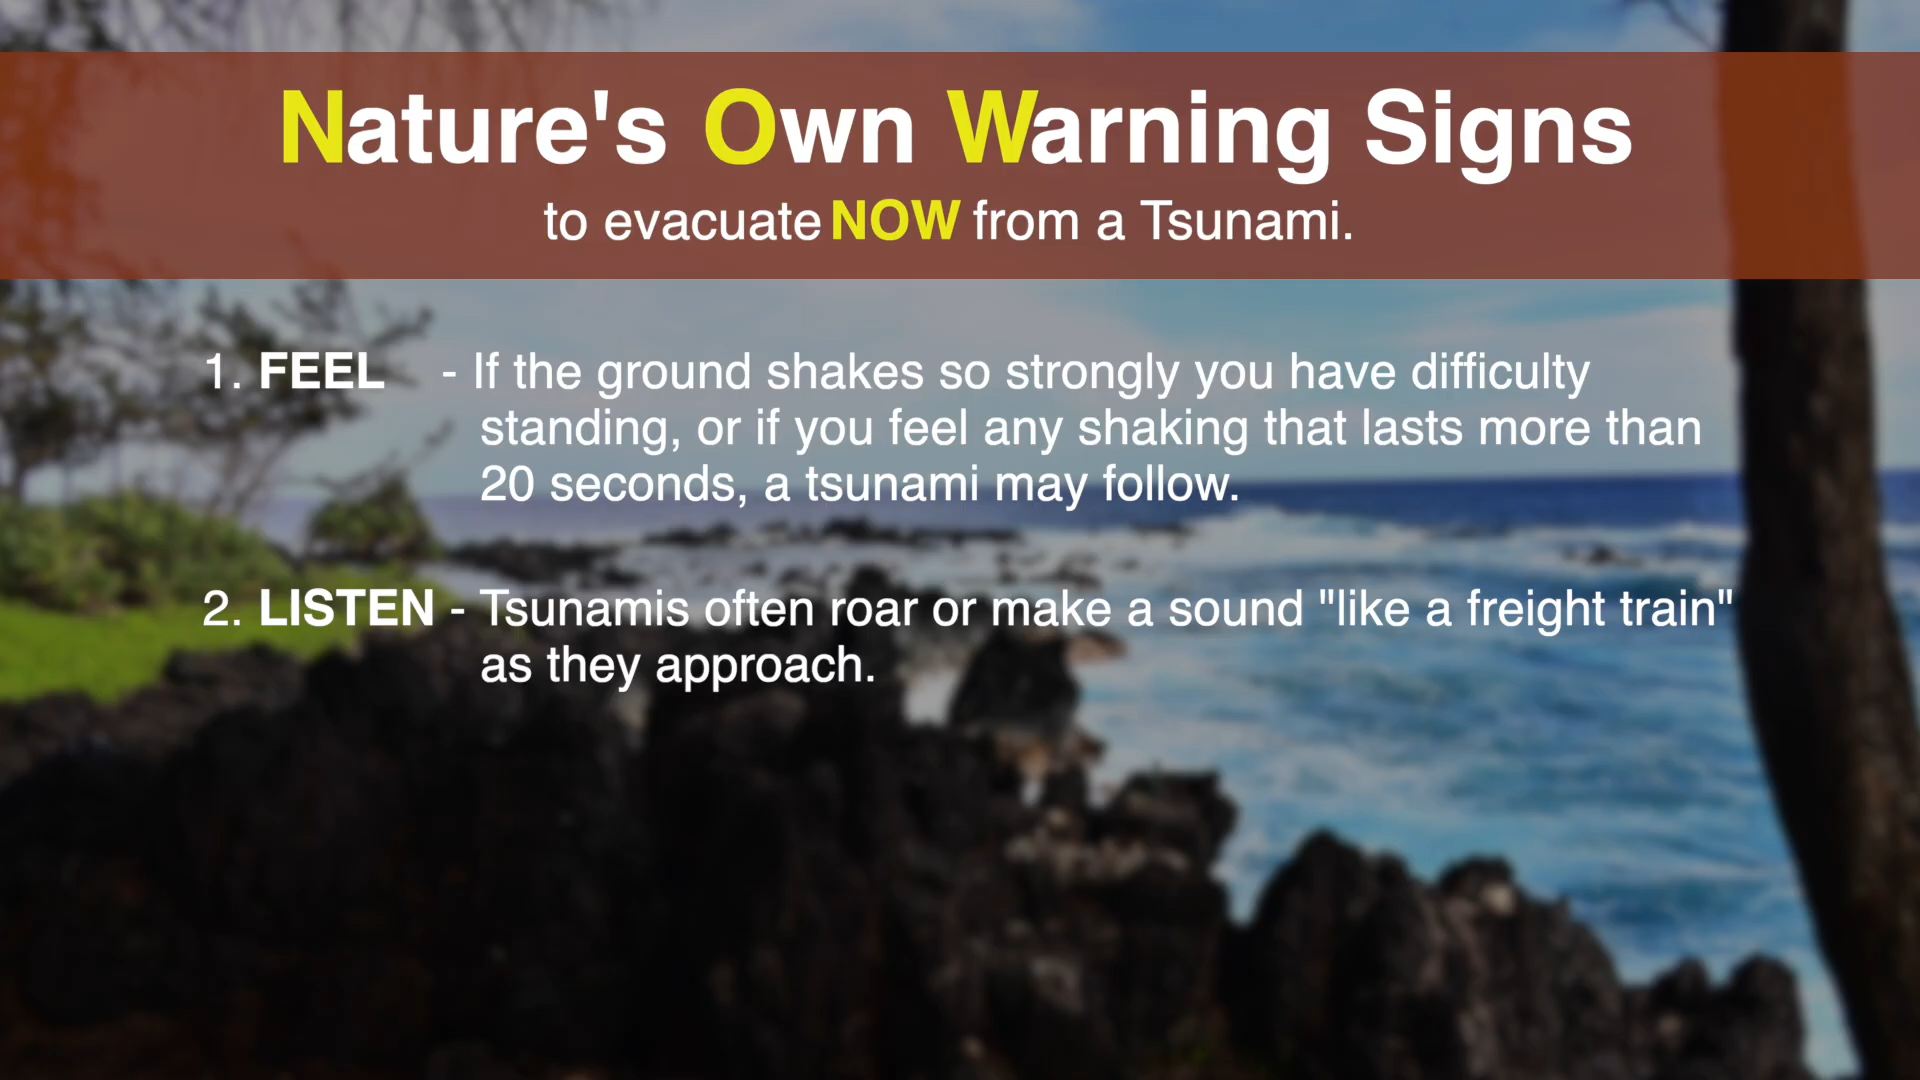 Nature's Own Warning Signs
to evacuate NOW from a Tsunami.
1. FEEL - If the ground shakes so strongly you have difficulty
standing, or if you feel any shaking that lasts more than
20 seconds, a tsunami may follow.
2. LISTEN - Tsunamis often roar or make a sound "like a freight train"
as they approach.